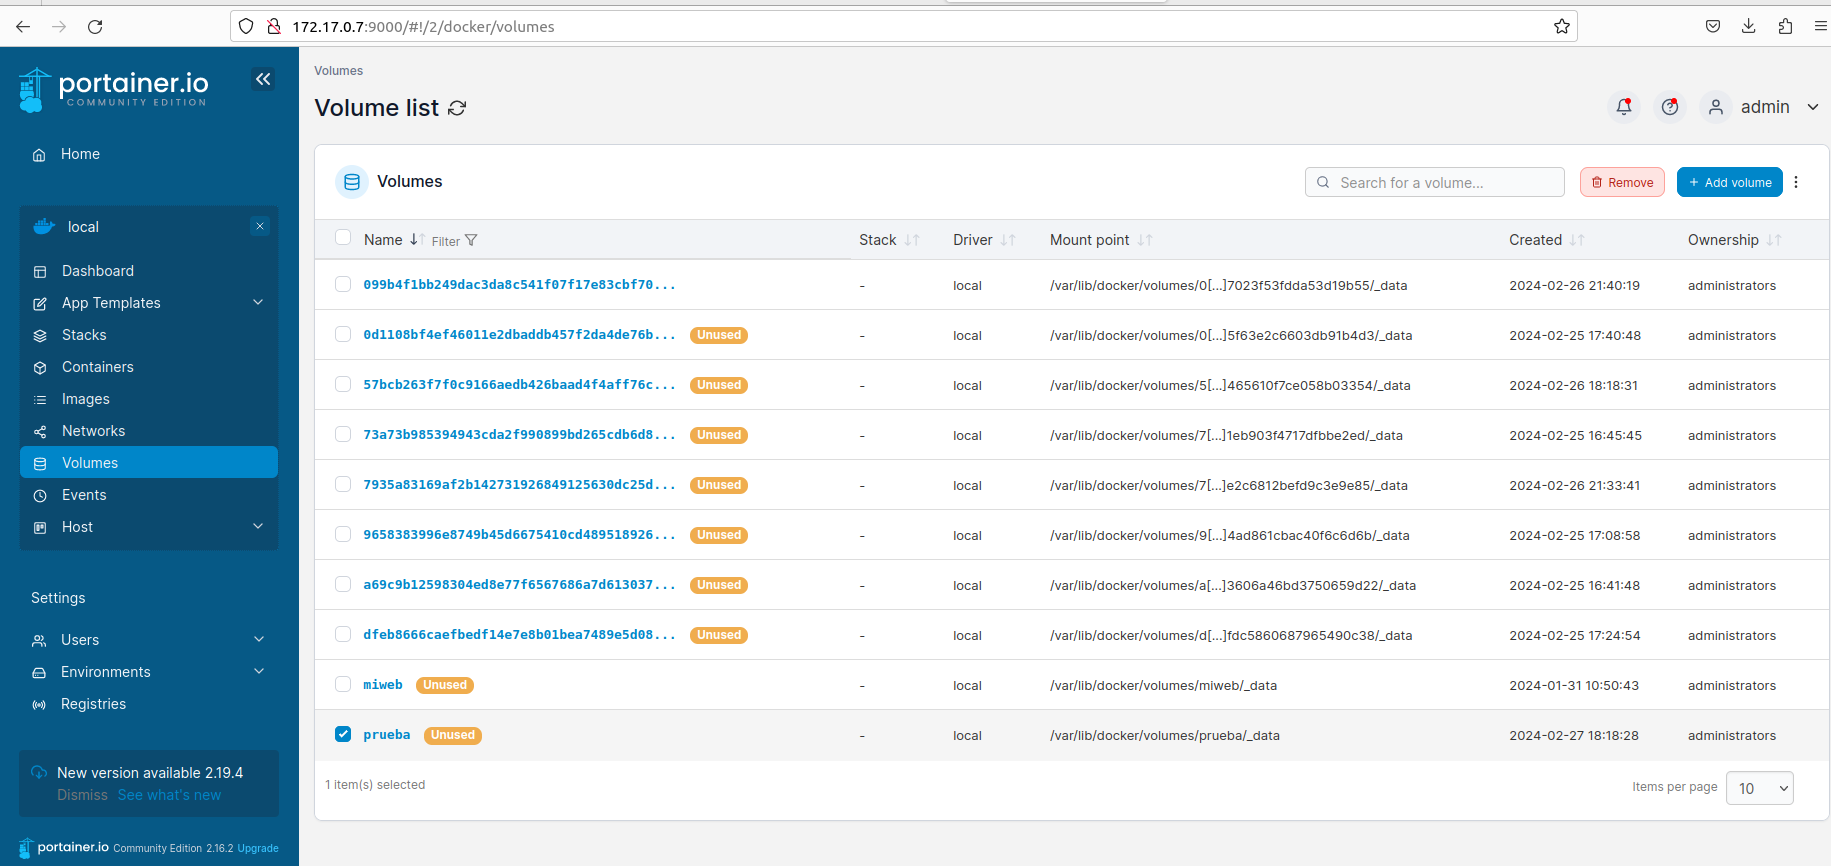 172.17.0.7:9000/#!/2/docker/volumes
portainer.io
COMMUNITY EDITION
Home
local
Dashboard
App Templates
Stacks
Containers
Images
Networks
Volumes
Events
Host
Settings
Users
Environments
Registries
New version available 2.19.4
Dismiss See what's new
portainer.io Community Edition 2.16.2 Upgrade
Volumes
Volume list
admin
Volumes
Search for a volume...
Remove
Add volume
Name Filter Stack Driver Mount point Created Ownership
099b4f1bb249dac3da8c541f07f17e83cbf70... - local /var/lib/docker/volumes/0[...]7023f53fdda53d19b55/_data 2024-02-26 21:40:19 administrators
0d1108bf4ef46011e2dbaddb457f2da4de76b... Unused - local /var/lib/docker/volumes/0[...]5f63e2c6603db91b4d3/_data 2024-02-25 17:40:48 administrators
57bcb263f7f0c9166aedb426baad4f4aff76c... Unused - local /var/lib/docker/volumes/5[...]465610f7ce058b03354/_data 2024-02-26 18:18:31 administrators
73a73b985394943cda2f990899bd265cdb6d8... Unused - local /var/lib/docker/volumes/7[...]1eb903f4717dfbbe2ed/_data 2024-02-25 16:45:45 administrators
7935a83169af2b142731926849125630dc25d... Unused - local /var/lib/docker/volumes/7[...]e2c6812befd9c3e9e85/_data 2024-02-26 21:33:41 administrators
9658383996e8749b45d6675410cd489518926... Unused - local /var/lib/docker/volumes/9[...]4ad861cbac40f6c6d6b/_data 2024-02-25 17:08:58 administrators
a69c9b12598304ed8e77f6567686a7d613037... Unused - local /var/lib/docker/volumes/a[...]3606a46bd3750659d22/_data 2024-02-25 16:41:48 administrators
dfeb8666caefbedf14e7e8b01bea7489e5d08... Unused - local /var/lib/docker/volumes/d[...]fdc5860687965490c38/_data 2024-02-25 17:24:54 administrators
miweb Unused - local /var/lib/docker/volumes/miweb/_data 2024-01-31 10:50:43 administrators
prueba Unused - local /var/lib/docker/volumes/prueba/_data 2024-02-27 18:18:28 administrators
1 item(s) selected
Items per page 10